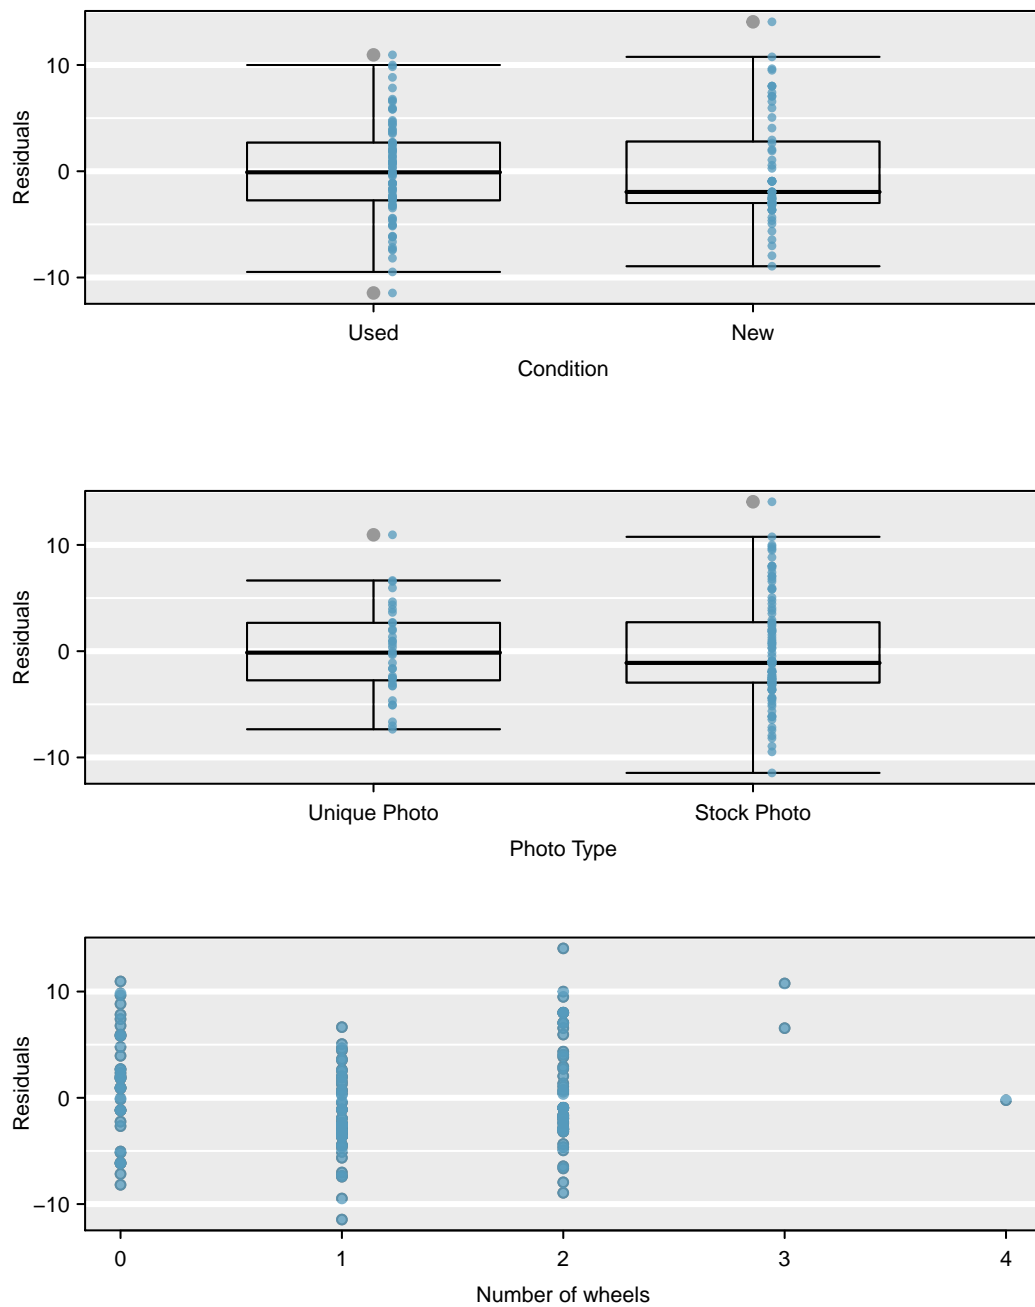 10
0
−10
Residuals
Used
New
Condition
10
0
−10
Residuals
Unique Photo
Stock Photo
Photo Type
10
0
−10
Residuals
0 1 2 3 4
Number of wheels